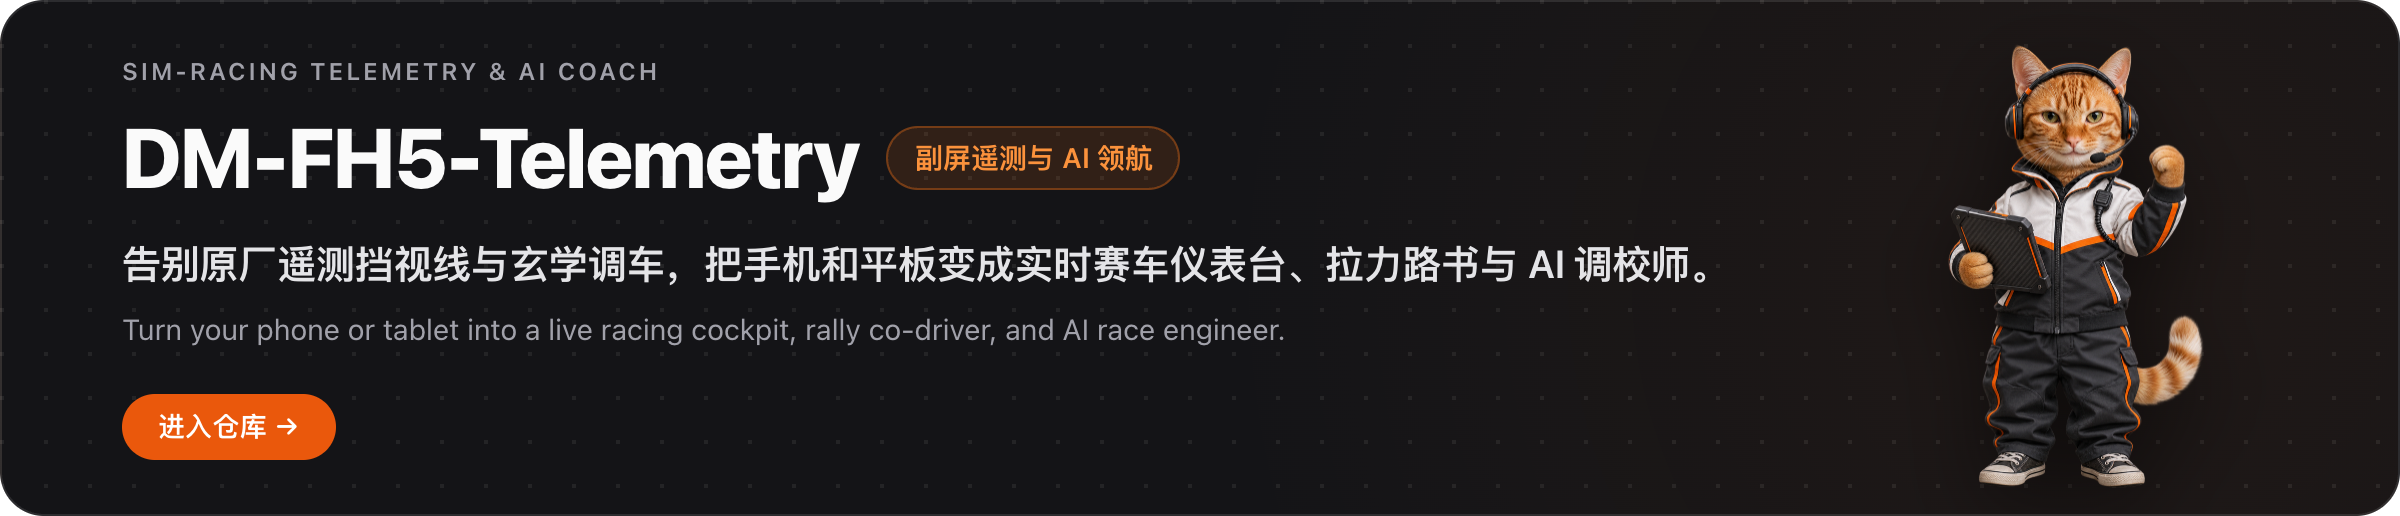 SIM-RACING TELEMETRY & AI COACH
DM-FH5-Telemetry 副屏遥测与 AI 领航
告别原厂遥测挡视线与玄学调车，把手机和平板变成实时赛车仪表台、拉力路书与 AI 调校师。
Turn your phone or tablet into a live racing cockpit, rally co-driver, and AI race engineer.
进入仓库 →